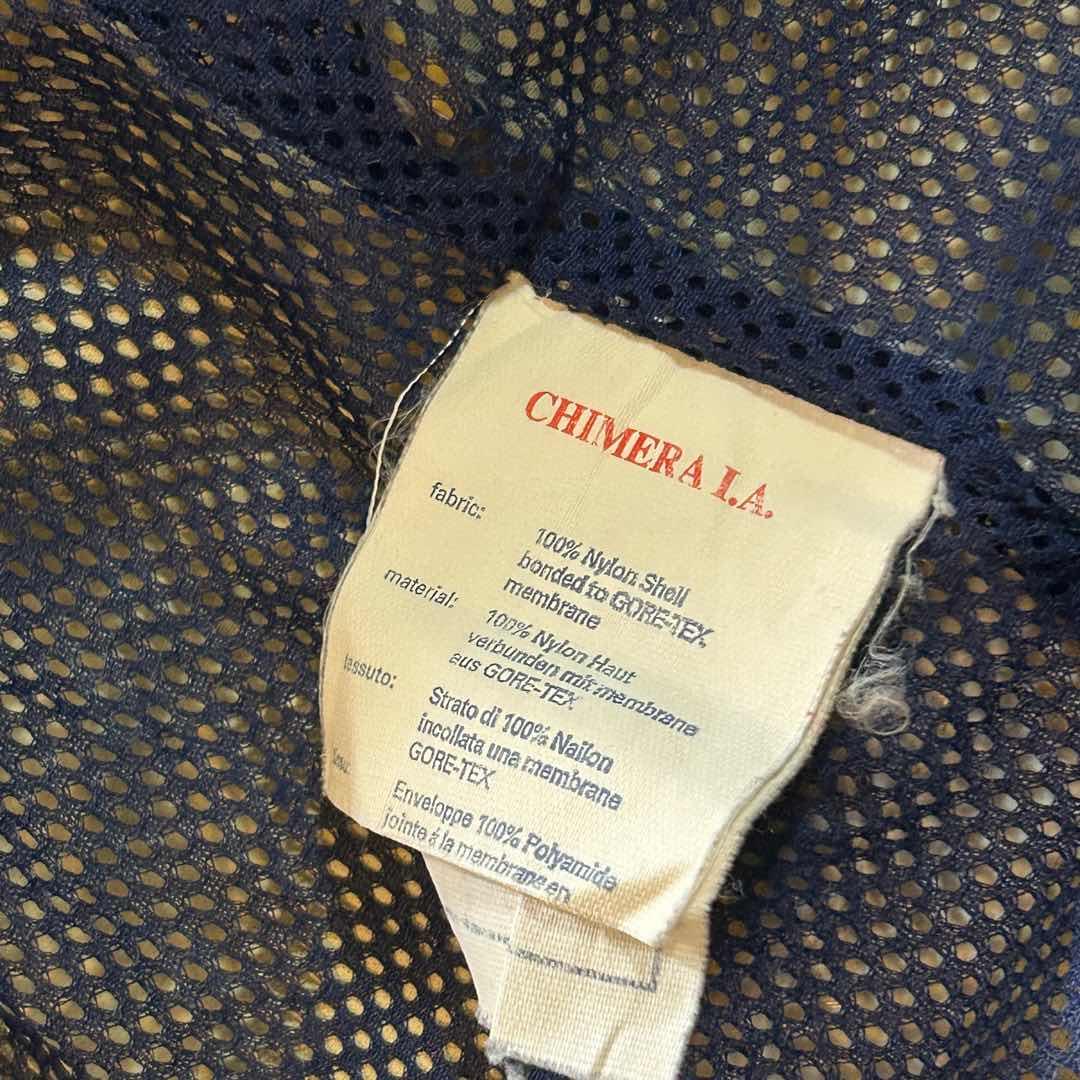 CHIMERA I.A.
fabric:
100% Nylon Shell
bonded to GORE-TEX
membrane
material:
100% Nylon Haut
verbunden mit membrane
aus GORE-TEX
tessuto:
Strato di 100% Nailon
incollata una membrane
GORE-TEX
Enveloppe 100% Polyamide
jointe á la membrane en